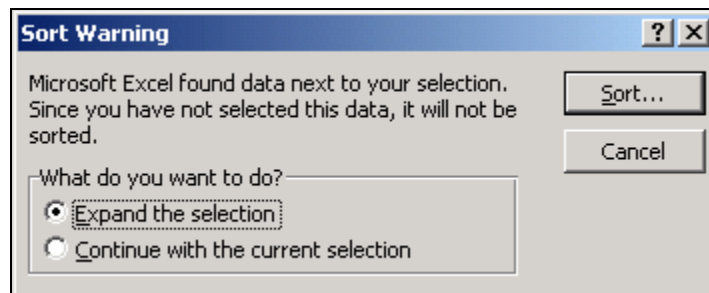 Sort Warning
?
Microsoft Excel found data next to your selection.
Since you have not selected this data, it will not be
sorted.
Sort...
Cancel
What do you want to do?
Expand the selection
Continue with the current selection